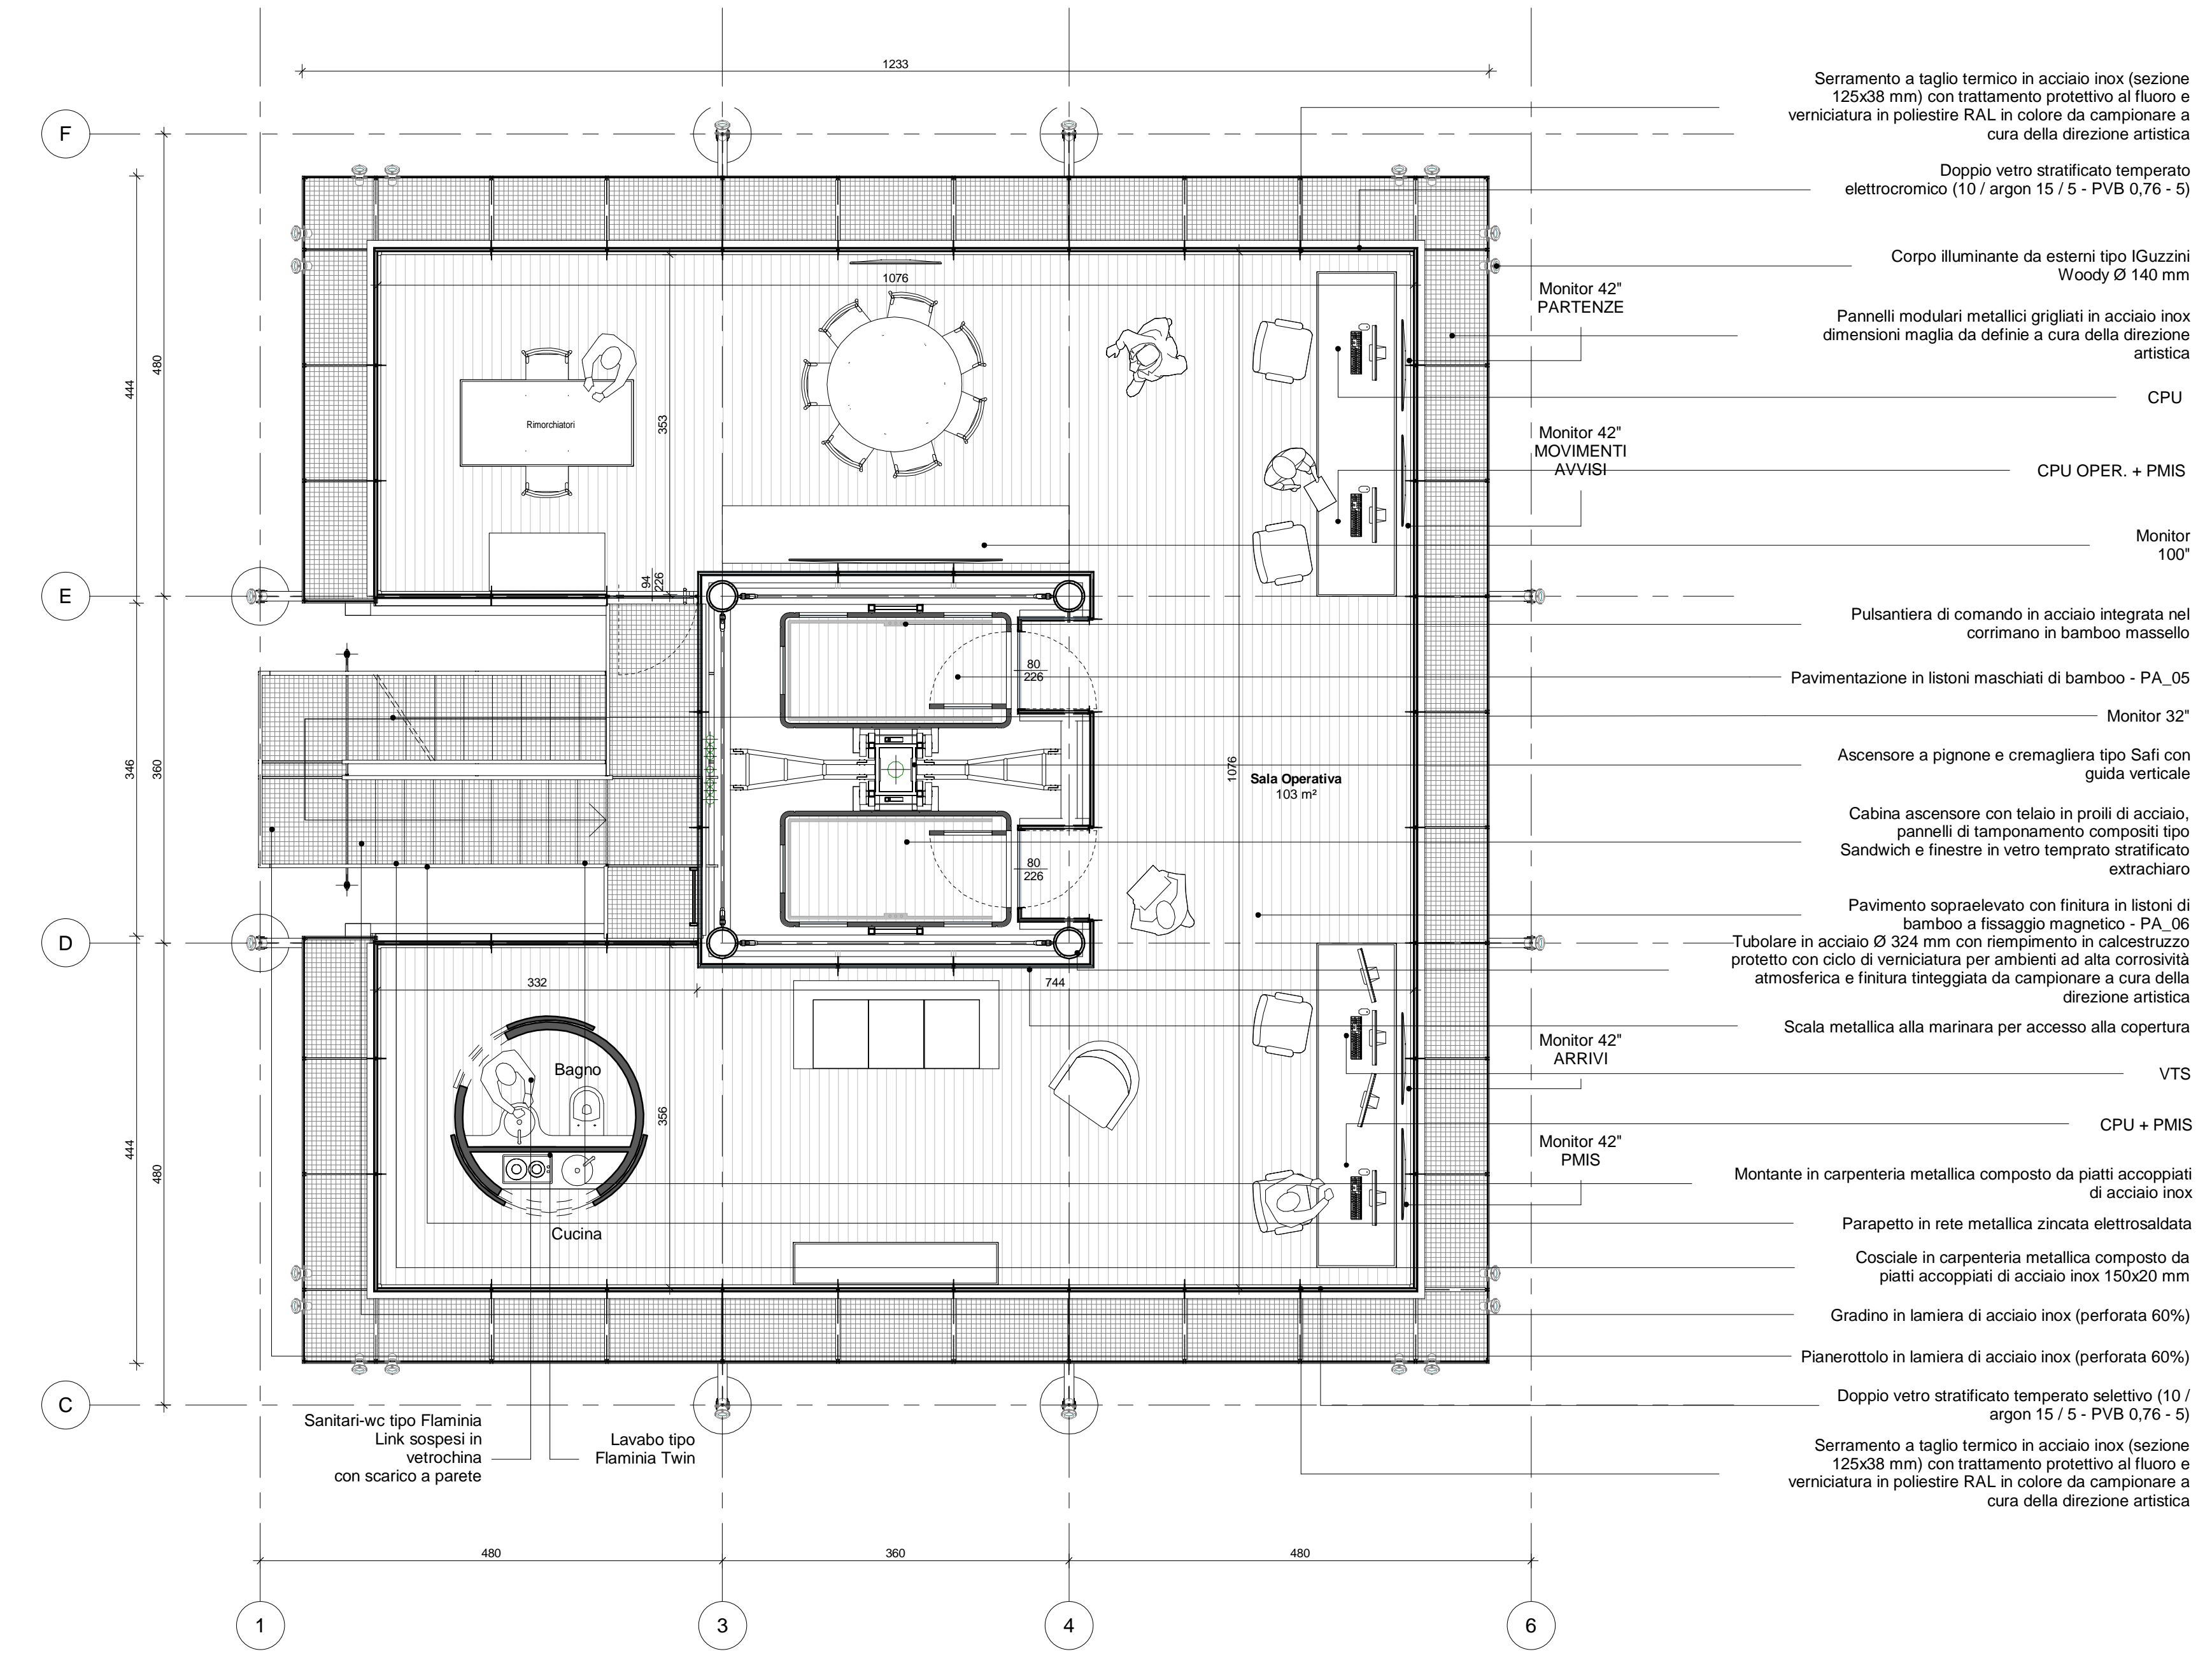 1233
F
E
D
C
444
480
346
360
444
480
1076
353
Rimorchiatori
94
226
80
226
80
226
1076
Sala Operativa
103 m²
332
744
356
Bagno
Cucina
Monitor 42"
PARTENZE
Monitor 42"
MOVIMENTI
AVVISI
Monitor 42"
ARRIVI
Monitor 42"
PMIS
Serramento a taglio termico in acciaio inox (sezione
125x38 mm) con trattamento protettivo al fluoro e
verniciatura in poliestire RAL in colore da campionare a
cura della direzione artistica
Doppio vetro stratificato temperato
elettrocromico (10 / argon 15 / 5 - PVB 0,76 - 5)
Corpo illuminante da esterni tipo IGuzzini
Woody Ø 140 mm
Pannelli modulari metallici grigliati in acciaio inox
dimensioni maglia da definie a cura della direzione
artistica
CPU
CPU OPER. + PMIS
Monitor
100"
Pulsantiera di comando in acciaio integrata nel
corrimano in bamboo massello
Pavimentazione in listoni maschiati di bamboo - PA_05
Monitor 32"
Ascensore a pignone e cremagliera tipo Safi con
guida verticale
Cabina ascensore con telaio in proili di acciaio,
pannelli di tamponamento compositi tipo
Sandwich e finestre in vetro temprato stratificato
extrachiaro
Pavimento sopraelevato con finitura in listoni di
bamboo a fissaggio magnetico - PA_06
Tubolare in acciaio Ø 324 mm con riempimento in calcestruzzo
protetto con ciclo di verniciatura per ambienti ad alta corrosività
atmosferica e finitura tinteggiata da campionare a cura della
direzione artistica
Scala metallica alla marinara per accesso alla copertura
VTS
CPU + PMIS
Montante in carpenteria metallica composto da piatti accoppiati
di acciaio inox
Parapetto in rete metallica zincata elettrosaldata
Cosciale in carpenteria metallica composto da
piatti accoppiati di acciaio inox 150x20 mm
Gradino in lamiera di acciaio inox (perforata 60%)
Pianerottolo in lamiera di acciaio inox (perforata 60%)
Doppio vetro stratificato temperato selettivo (10 /
argon 15 / 5 - PVB 0,76 - 5)
Serramento a taglio termico in acciaio inox (sezione
125x38 mm) con trattamento protettivo al fluoro e
verniciatura in poliestire RAL in colore da campionare a
cura della direzione artistica
Sanitari-wc tipo Flaminia
Link sospesi in
vetrochina
con scarico a parete
Lavabo tipo
Flaminia Twin
480
360
480
1
3
4
6